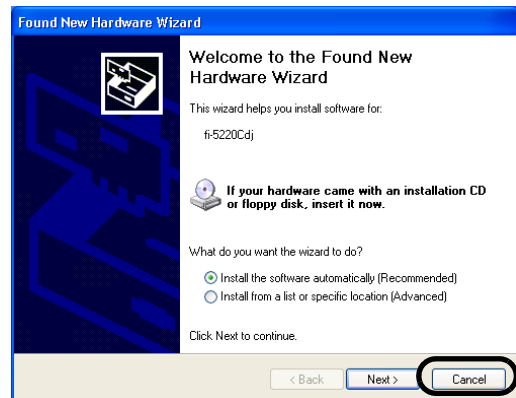 Found New Hardware Wizard
Welcome to the Found New
Hardware Wizard
This wizard helps you install software for:
fi-5220Cdj
If your hardware came with an installation CD
or floppy disk, insert it now.
What do you want the wizard to do?
Install the software automatically (Recommended)
Install from a list or specific location (Advanced)
Click Next to continue.
< Back Next > Cancel